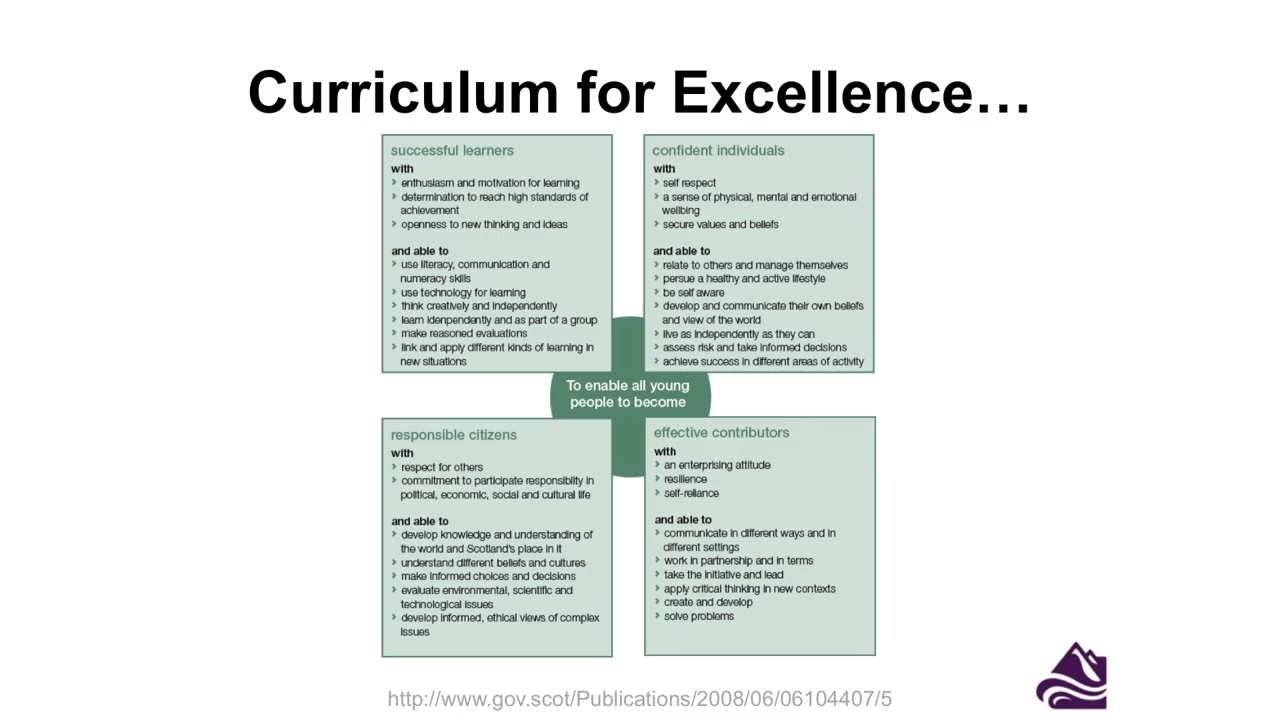 Curriculum for Excellence…
successful learners
with
› enthusiasm and motivation for learning
› determination to reach high standards of
achievement
› openness to new thinking and ideas
and able to
› use literacy, communication and
numeracy skills
› use technology for learning
› think creatively and independently
› learn idenpendently and as part of a group
› make reasoned evaluations
› link and apply different kinds of learning in
new situations
confident individuals
with
› self respect
› a sense of physical, mental and emotional
wellbing
› secure values and beliefs
and able to
› relate to others and manage themselves
› persue a healthy and active lifestyle
› be self aware
› develop and communicate their own beliefs
and view of the world
› live as independently as they can
› assess risk and take informed decisions
› achieve success in different areas of activity
To enable all young
people to become
responsible citizens
with
› respect for others
› commitment to participate responsiblity in
political, economic, social and cultural life
and able to
› develop knowledge and understanding of
the world and Scotland's place in it
› understand different beliefs and cultures
› make informed choices and decisions
› evaluate environmental, scientific and
technological issues
› develop informed, ethical views of complex
issues
effective contributors
with
› an enterprising attitude
› resilience
› self-reliance
and able to
› communicate in different ways and in
different settings
› work in partnership and in terms
› take the initiative and lead
› apply critical thinking in new contexts
› create and develop
› solve problems
http://www.gov.scot/Publications/2008/06/06104407/5